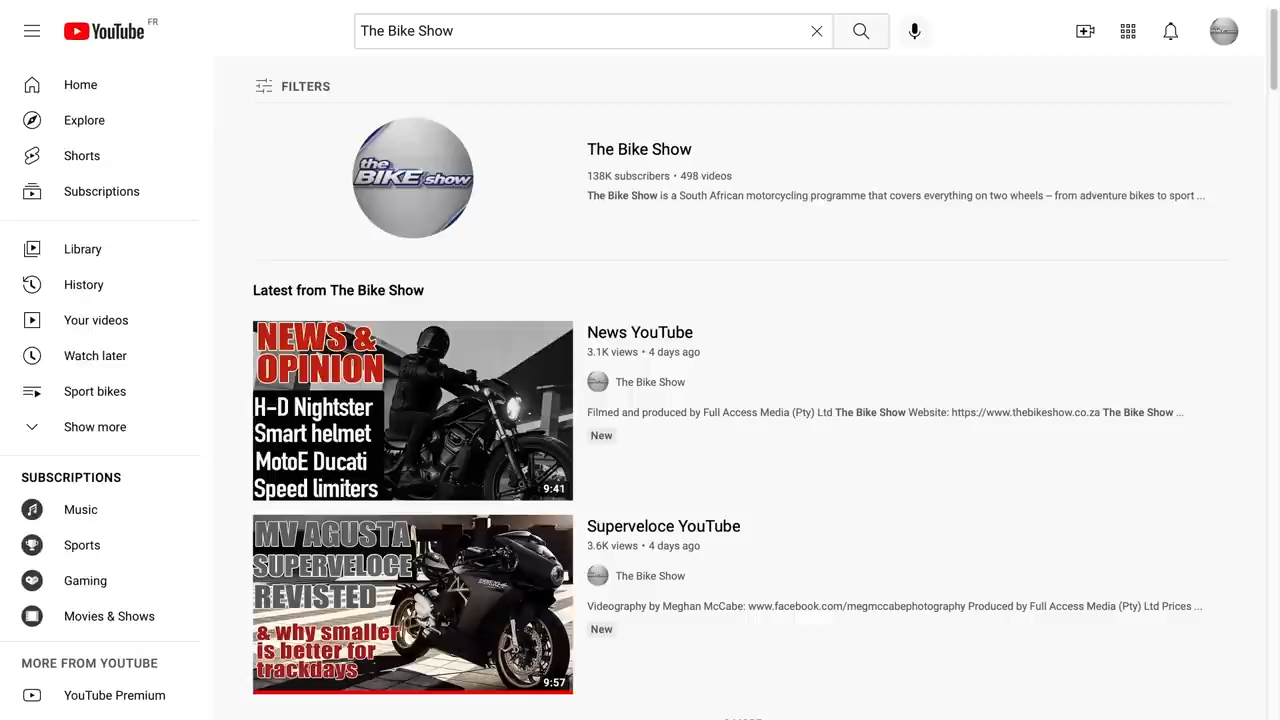 YouTube FR
The Bike Show
Home
Explore
Shorts
Subscriptions
Library
History
Your videos
Watch later
Sport bikes
Show more
SUBSCRIPTIONS
Music
Sports
Gaming
Movies & Shows
MORE FROM YOUTUBE
YouTube Premium
FILTERS
the
BIKE show
The Bike Show
138K subscribers • 498 videos
The Bike Show is a South African motorcycling programme that covers everything on two wheels – from adventure bikes to sport ...
Latest from The Bike Show
NEWS &
OPINION
H-D Nightster
Smart helmet
MotoE Ducati
Speed limiters
9:41
News YouTube
3.1K views • 4 days ago
The Bike Show
Filmed and produced by Full Access Media (Pty) Ltd The Bike Show Website: https://www.thebikeshow.co.za The Bike Show ...
New
MV AGUSTA
SUPERVELOCE
REVISTED
& why smaller
is better for
trackdays
9:57
Superveloce YouTube
3.6K views • 4 days ago
The Bike Show
Videography by Meghan McCabe: www.facebook.com/megmccabephotography Produced by Full Access Media (Pty) Ltd Prices ...
New